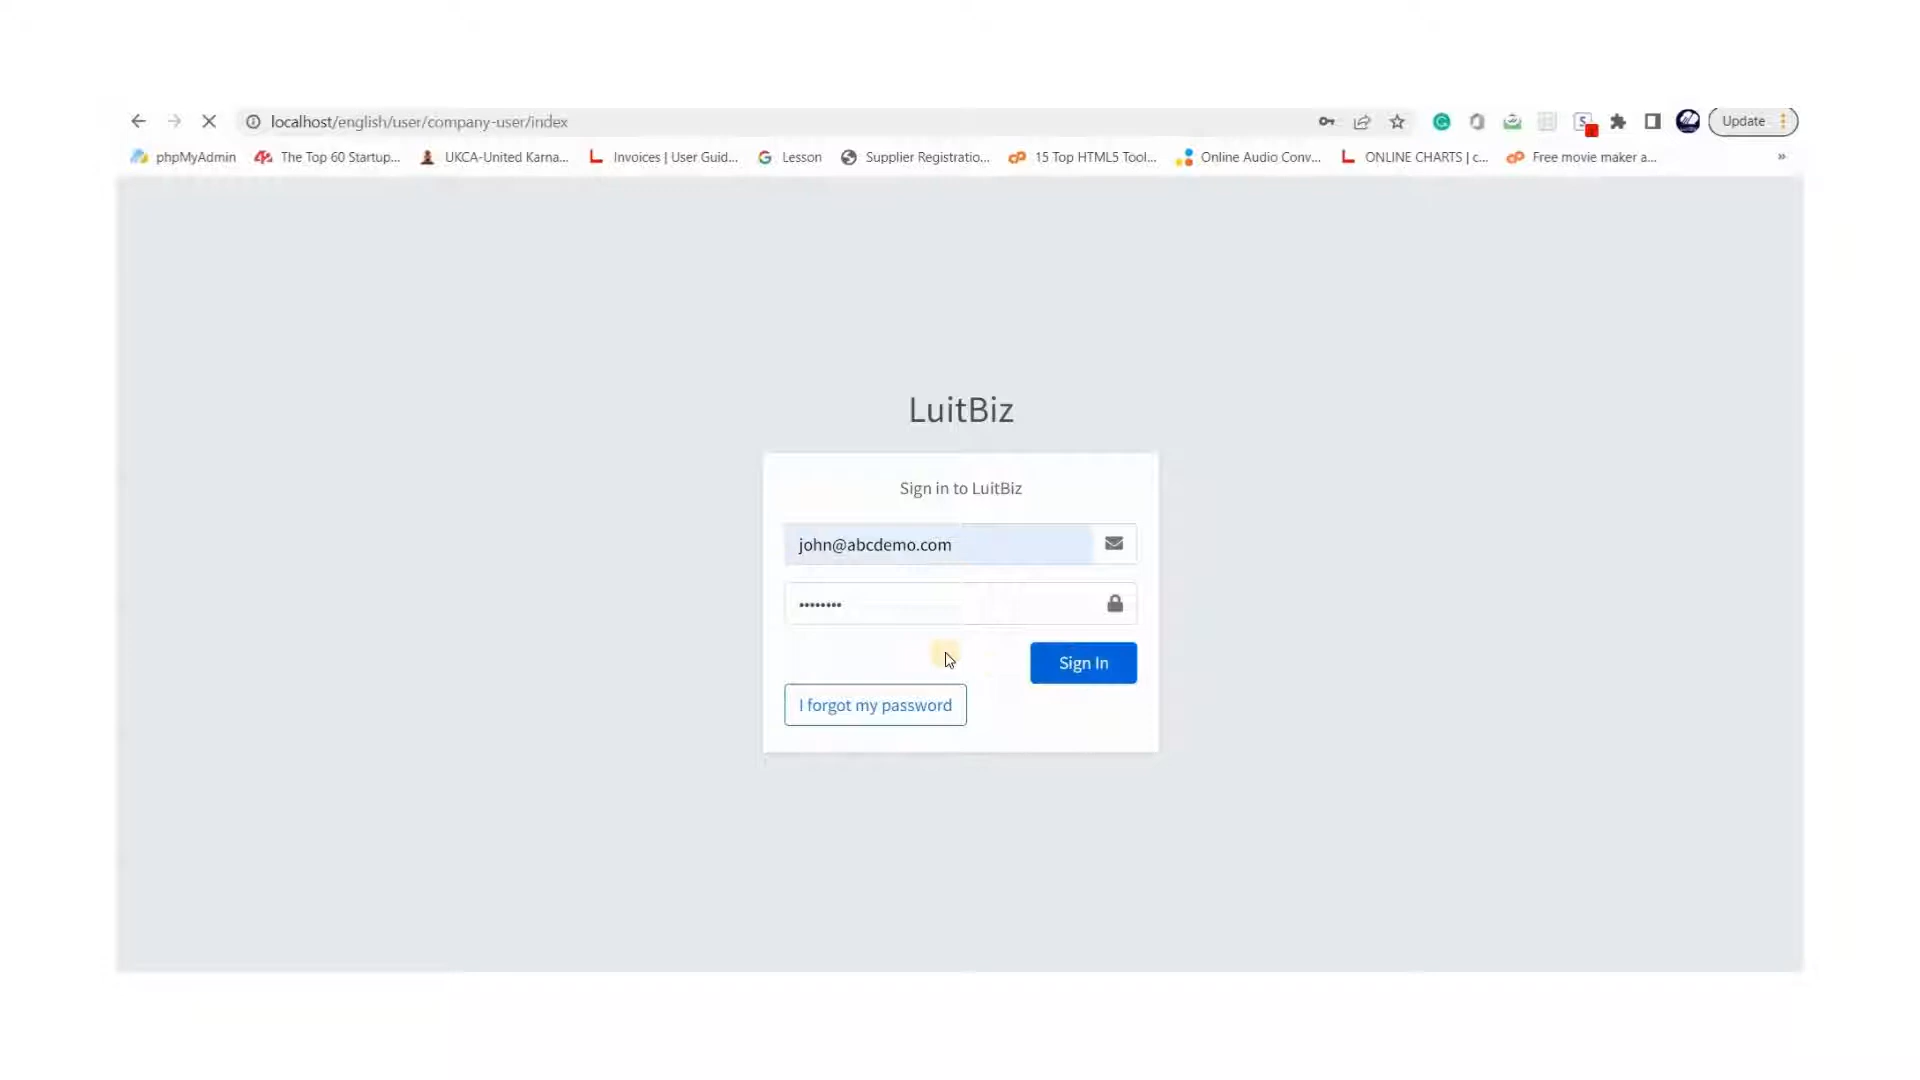 localhost/english/user/company-user/index
Update
phpMyAdmin The Top 60 Startup... UKCA-United Karna... Invoices | User Guid... Lesson Supplier Registratio... 15 Top HTML5 Tool... Online Audio Conv... ONLINE CHARTS | c... Free movie maker a... »
LuitBiz
Sign in to LuitBiz
john@abcdemo.com
••••••••
Sign In
I forgot my password